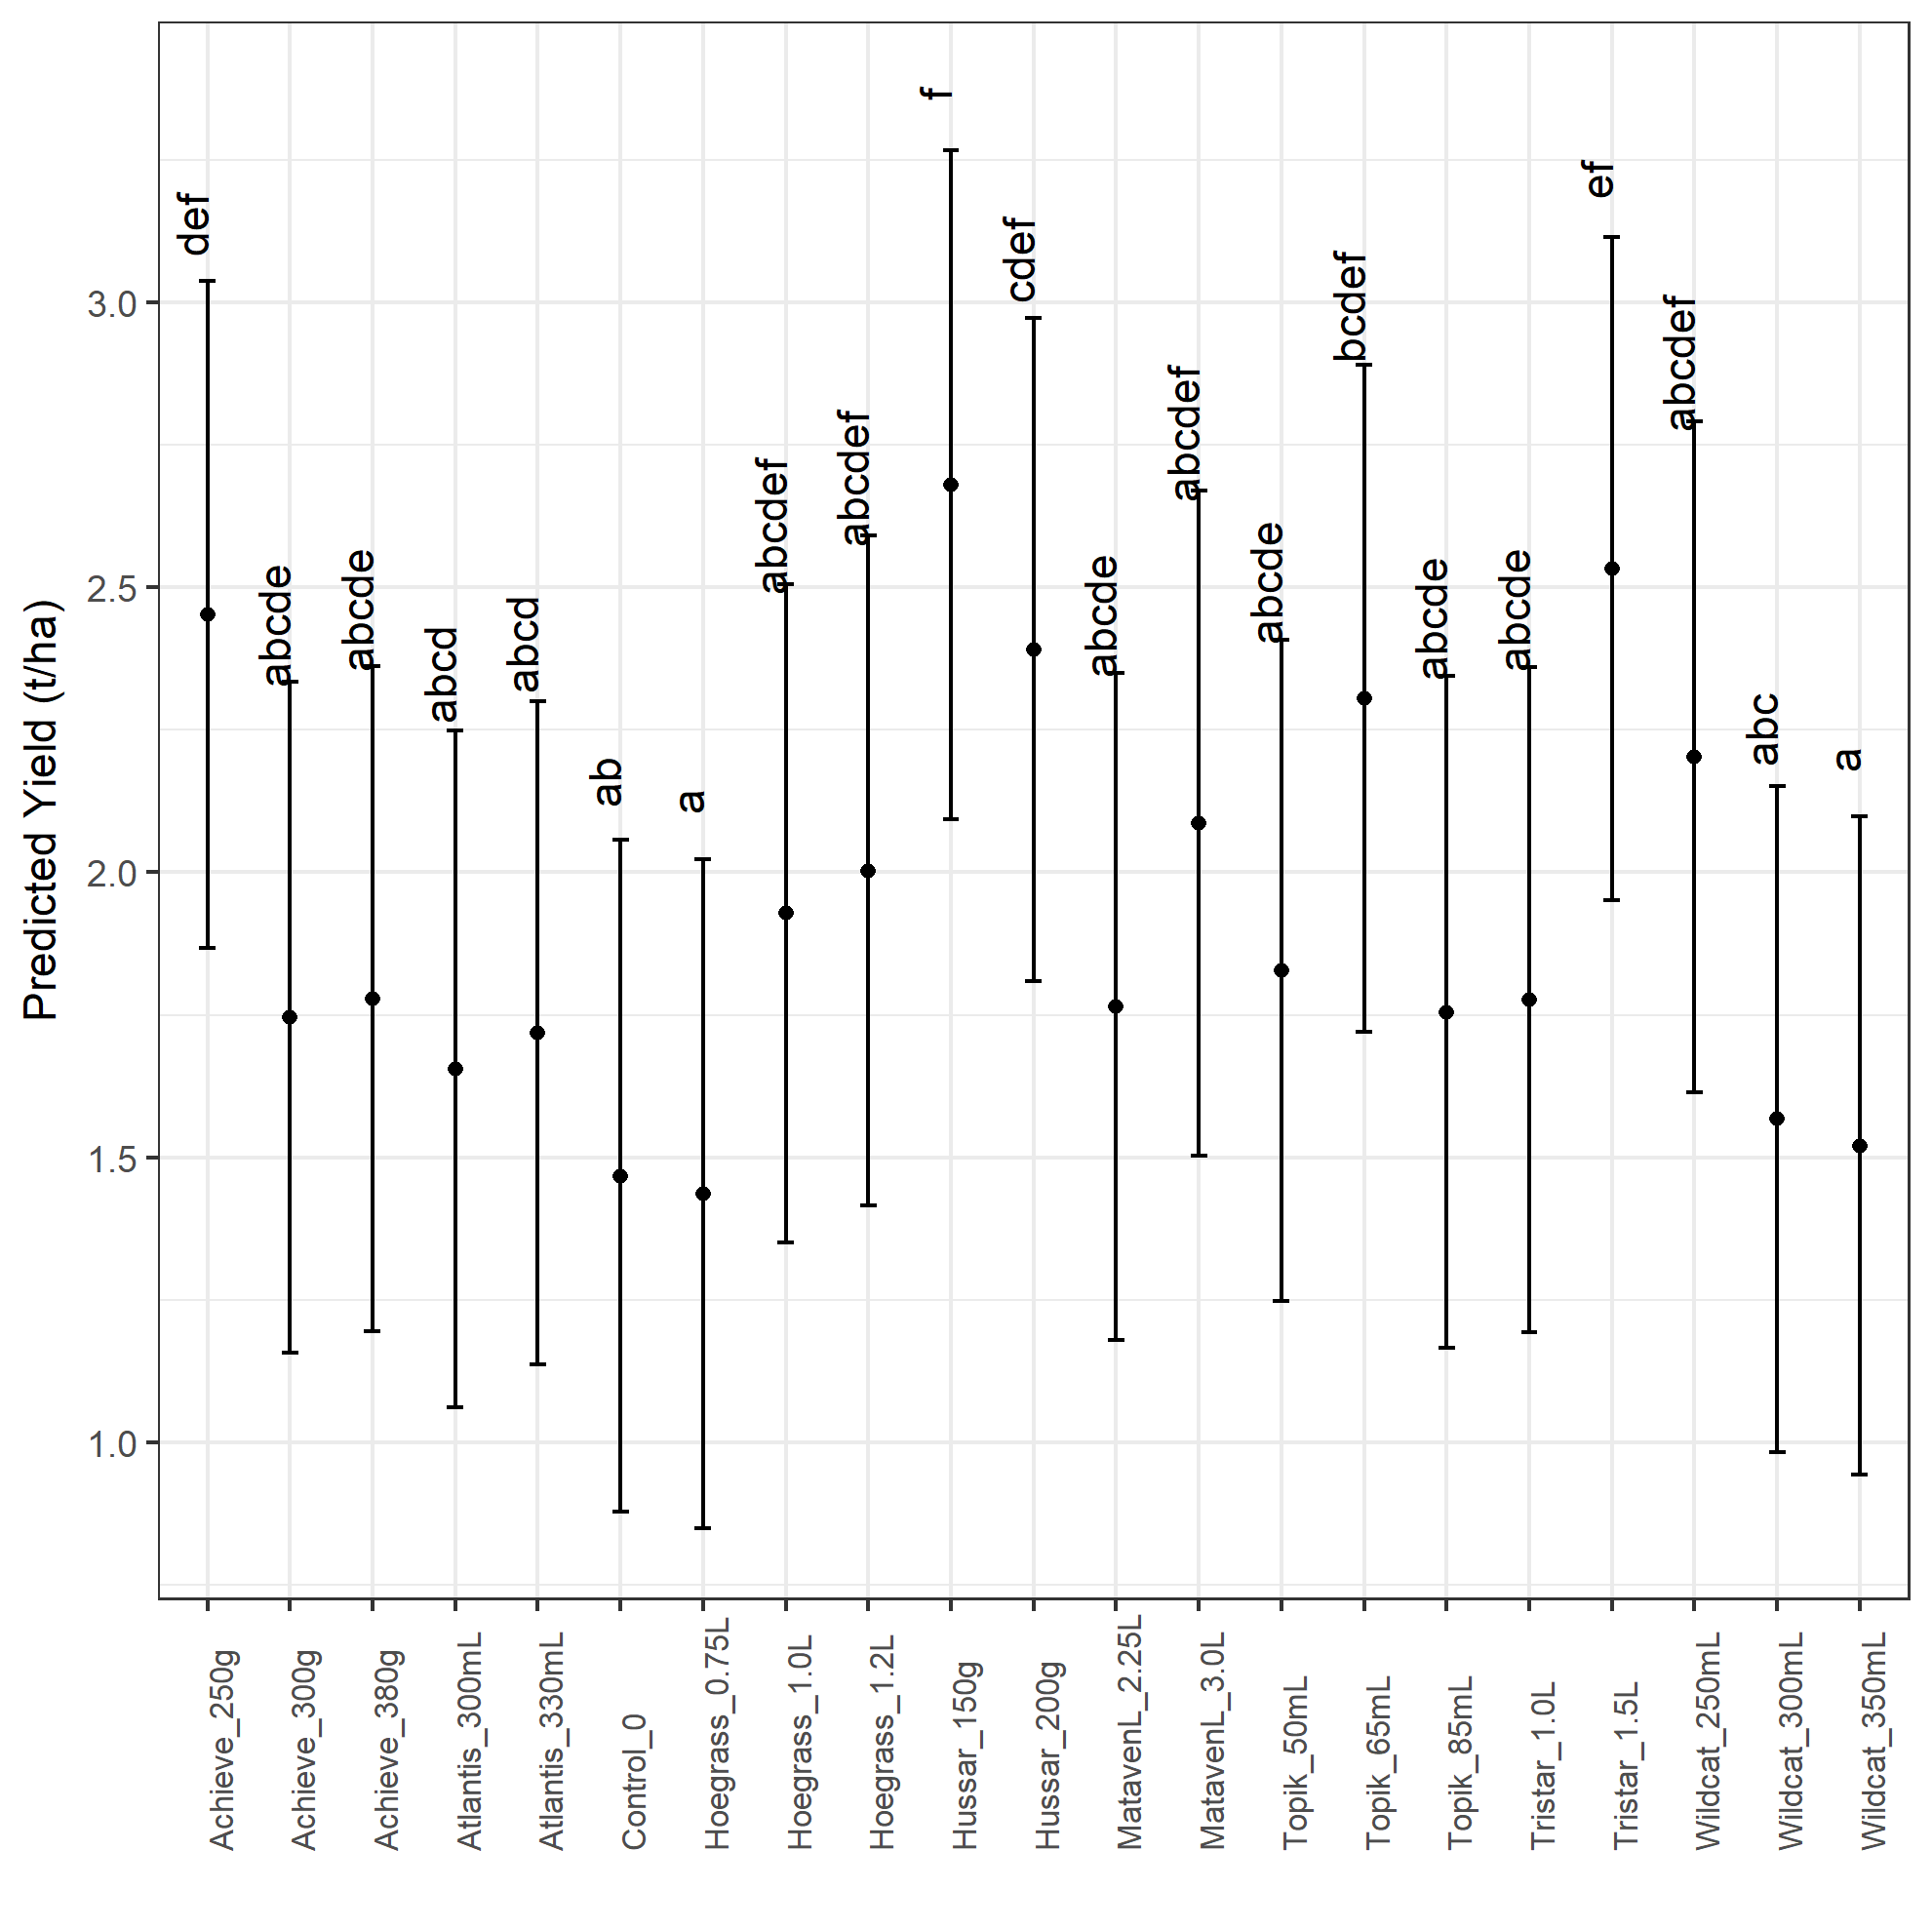 Predicted Yield (t/ha)
3.0
2.5
2.0
1.5
1.0
def
abcde
abcde
abcd
abcd
ab
a
abcdef
abcdef
f
cdef
abcde
abcdef
abcde
bcdef
abcde
abcde
ef
abcdef
abc
a
Achieve_250g
Achieve_300g
Achieve_380g
Atlantis_300mL
Atlantis_330mL
Control_0
Hoegrass_0.75L
Hoegrass_1.0L
Hoegrass_1.2L
Hussar_150g
Hussar_200g
MatavenL_2.25L
MatavenL_3.0L
Topik_50mL
Topik_65mL
Topik_85mL
Tristar_1.0L
Tristar_1.5L
Wildcat_250mL
Wildcat_300mL
Wildcat_350mL